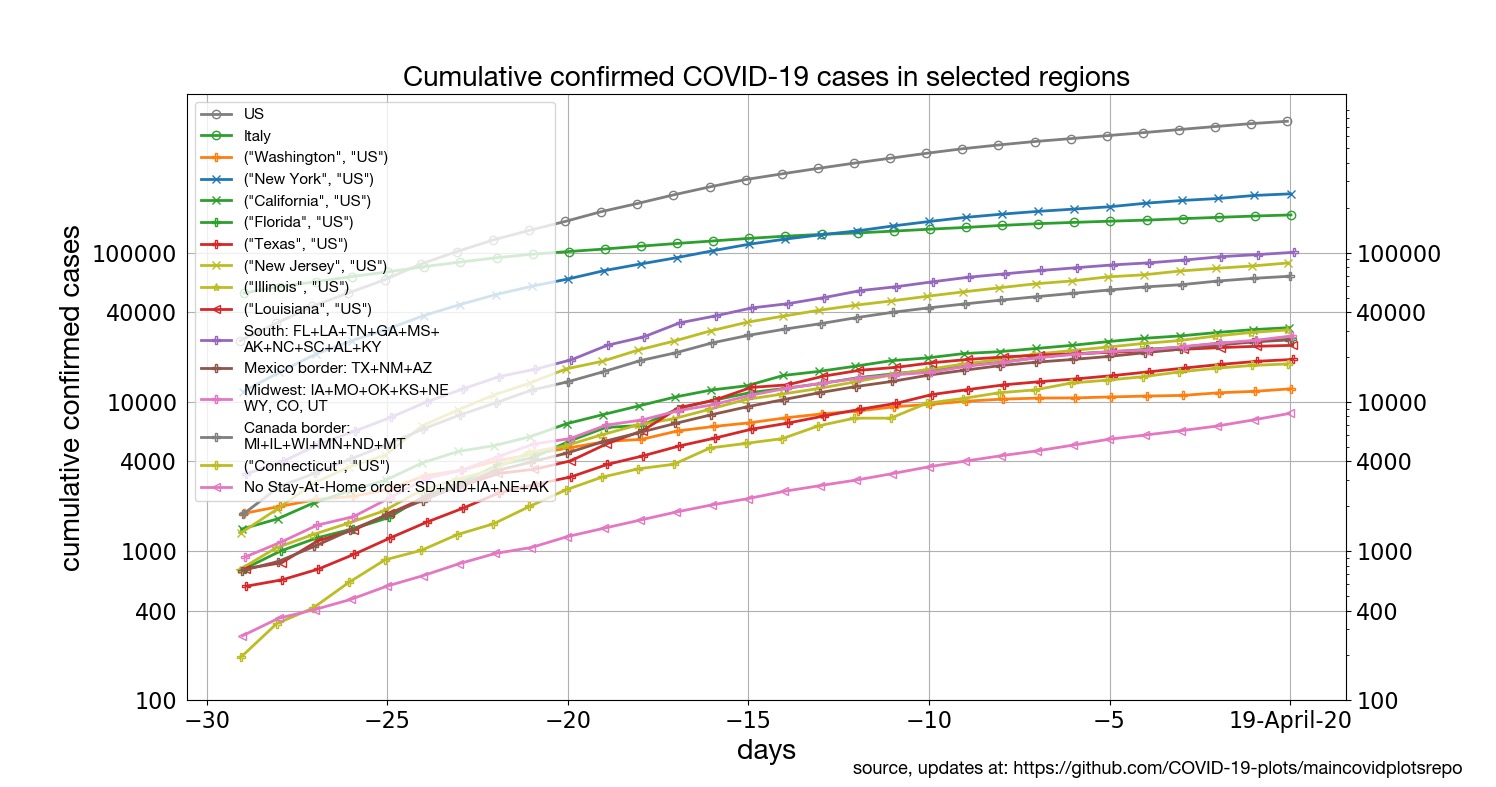 Cumulative confirmed COVID-19 cases in selected regions
US
Italy
("Washington", "US")
("New York", "US")
("California", "US")
("Florida", "US")
("Texas", "US")
("New Jersey", "US")
("Illinois", "US")
("Louisiana", "US")
South: FL+LA+TN+GA+MS+
AK+NC+SC+AL+KY
Mexico border: TX+NM+AZ
Midwest: IA+MO+OK+KS+NE
WY, CO, UT
Canada border:
MI+IL+WI+MN+ND+MT
("Connecticut", "US")
No Stay-At-Home order: SD+ND+IA+NE+AK
cumulative confirmed cases
100000
40000
10000
4000
1000
400
100
100000
40000
10000
4000
1000
400
100
−30
−25
−20
−15
−10
−5
19-April-20
days
source, updates at: https://github.com/COVID-19-plots/maincovidplotsrepo